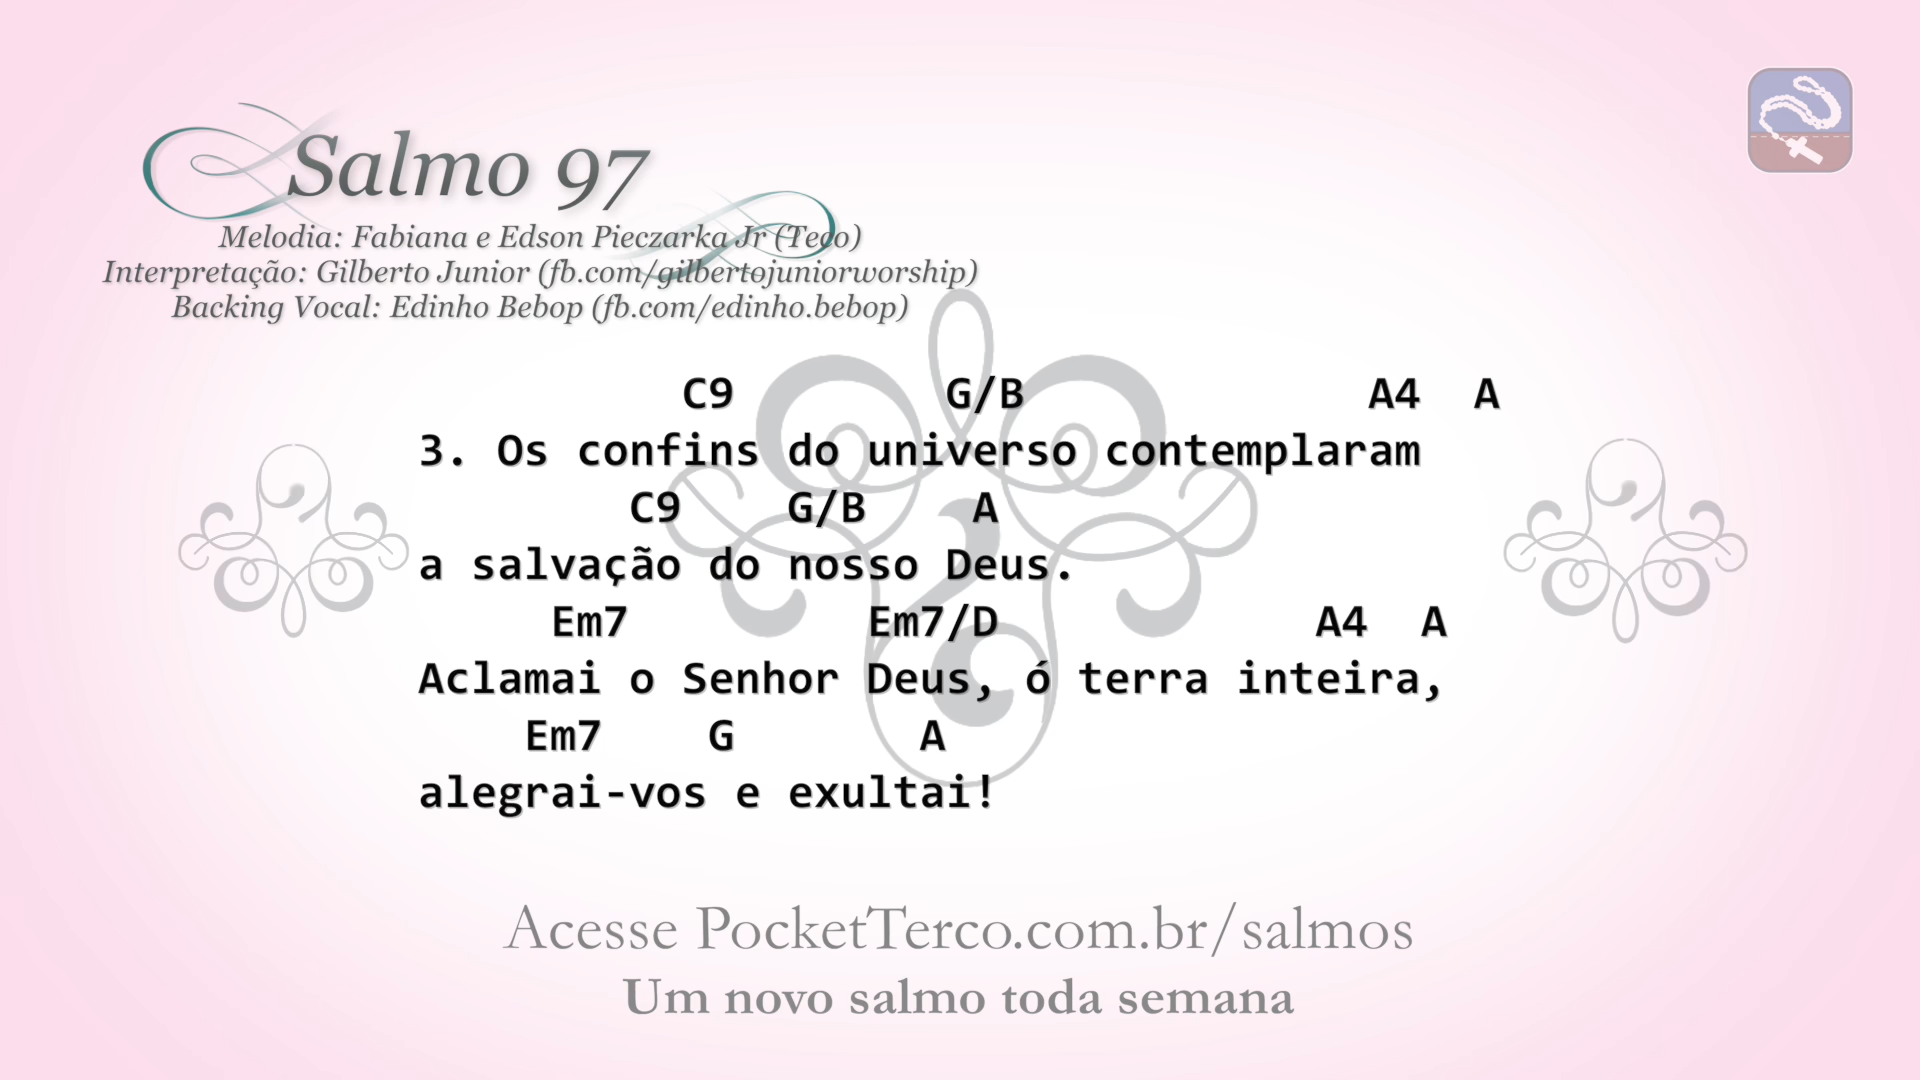 Salmo 97
Melodia: Fabiana e Edson Pieczarka Jr (Teco)
Interpretação: Gilberto Junior (fb.com/gilbertojuniorworship)
Backing Vocal: Edinho Bebop (fb.com/edinho.bebop)
C9 G/B A4 A
3. Os confins do universo contemplaram
C9 G/B A
a salvação do nosso Deus.
Em7 Em7/D A4 A
Aclamai o Senhor Deus, ó terra inteira,
Em7 G A
alegrai-vos e exultai!
Acesse PocketTerco.com.br/salmos
Um novo salmo toda semana